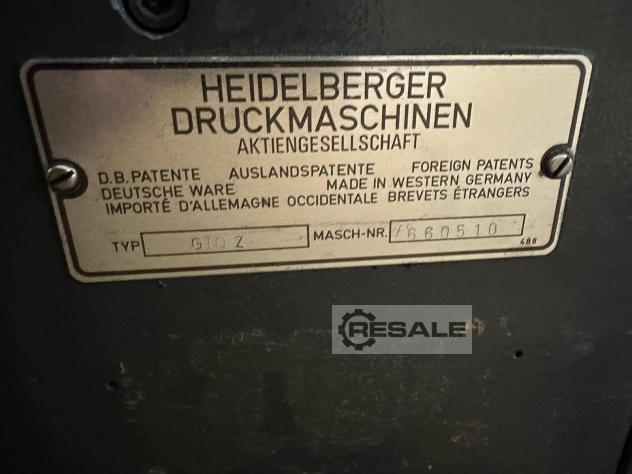 HEIDELBERGER
DRUCKMASCHINEN
AKTIENGESELLSCHAFT
D.B. PATENTE AUSLANDSPATENTE FOREIGN PATENTS
DEUTSCHE WARE MADE IN WESTERN GERMANY
IMPORTÉ D'ALLEMAGNE OCCIDENTALE BREVETS ÉTRANGERS
TYP GTO Z MASCH-NR. 660510
488
RESALE